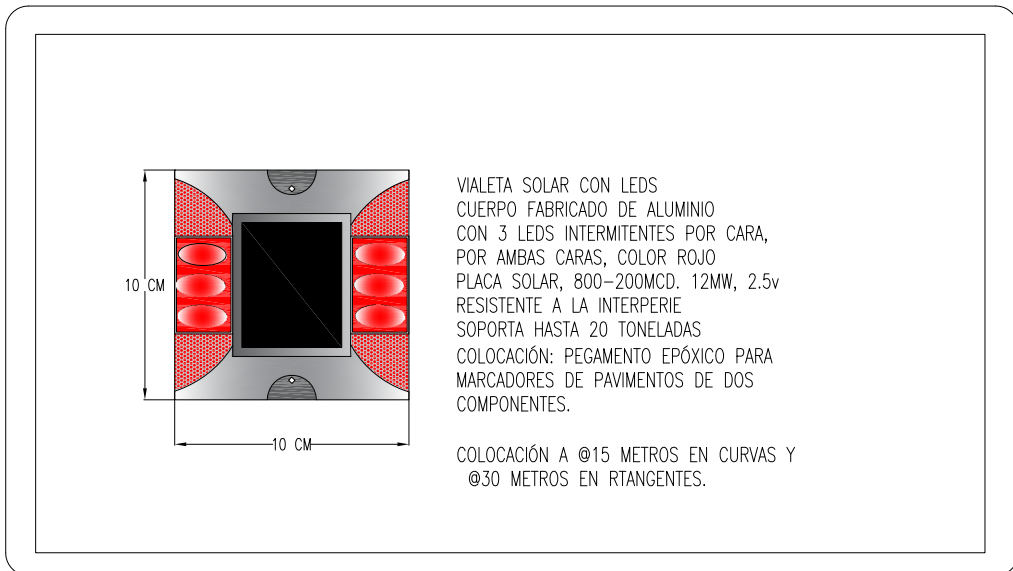 VIALETA SOLAR CON LEDS
CUERPO FABRICADO DE ALUMINIO
CON 3 LEDS INTERMITENTES POR CARA,
POR AMBAS CARAS, COLOR ROJO
PLACA SOLAR, 800-200MCD. 12MW, 2.5v
RESISTENTE A LA INTERPERIE
SOPORTA HASTA 20 TONELADAS
COLOCACIÓN: PEGAMENTO EPÓXICO PARA
MARCADORES DE PAVIMENTOS DE DOS
COMPONENTES.
COLOCACIÓN A @15 METROS EN CURVAS Y
@30 METROS EN RTANGENTES.
10 CM
10 CM